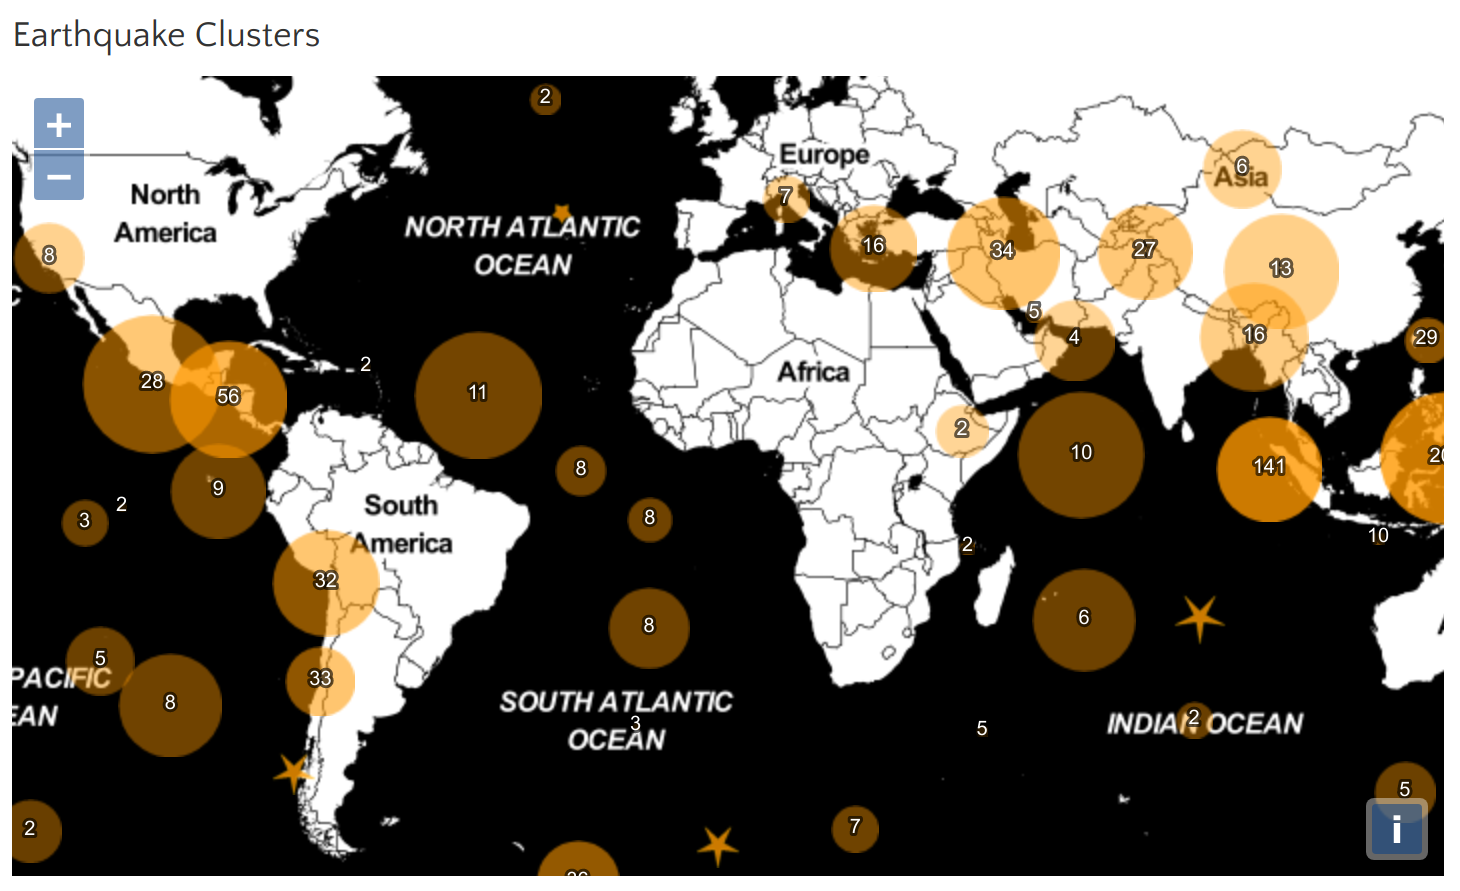 Earthquake Clusters
+
−
2
Europe
6
Asia
North
America
7
NORTH ATLANTIC
OCEAN
8
16
34
27
13
5
4
16
29
2
28
56
11
Africa
2
10
141
9
8
2
3
South
America
8
2
10
32
8
6
5
PACIFIC
33
8
EAN
SOUTH ATLANTIC
3
OCEAN
5
INDIAN OCEAN
2
5
2
7
i